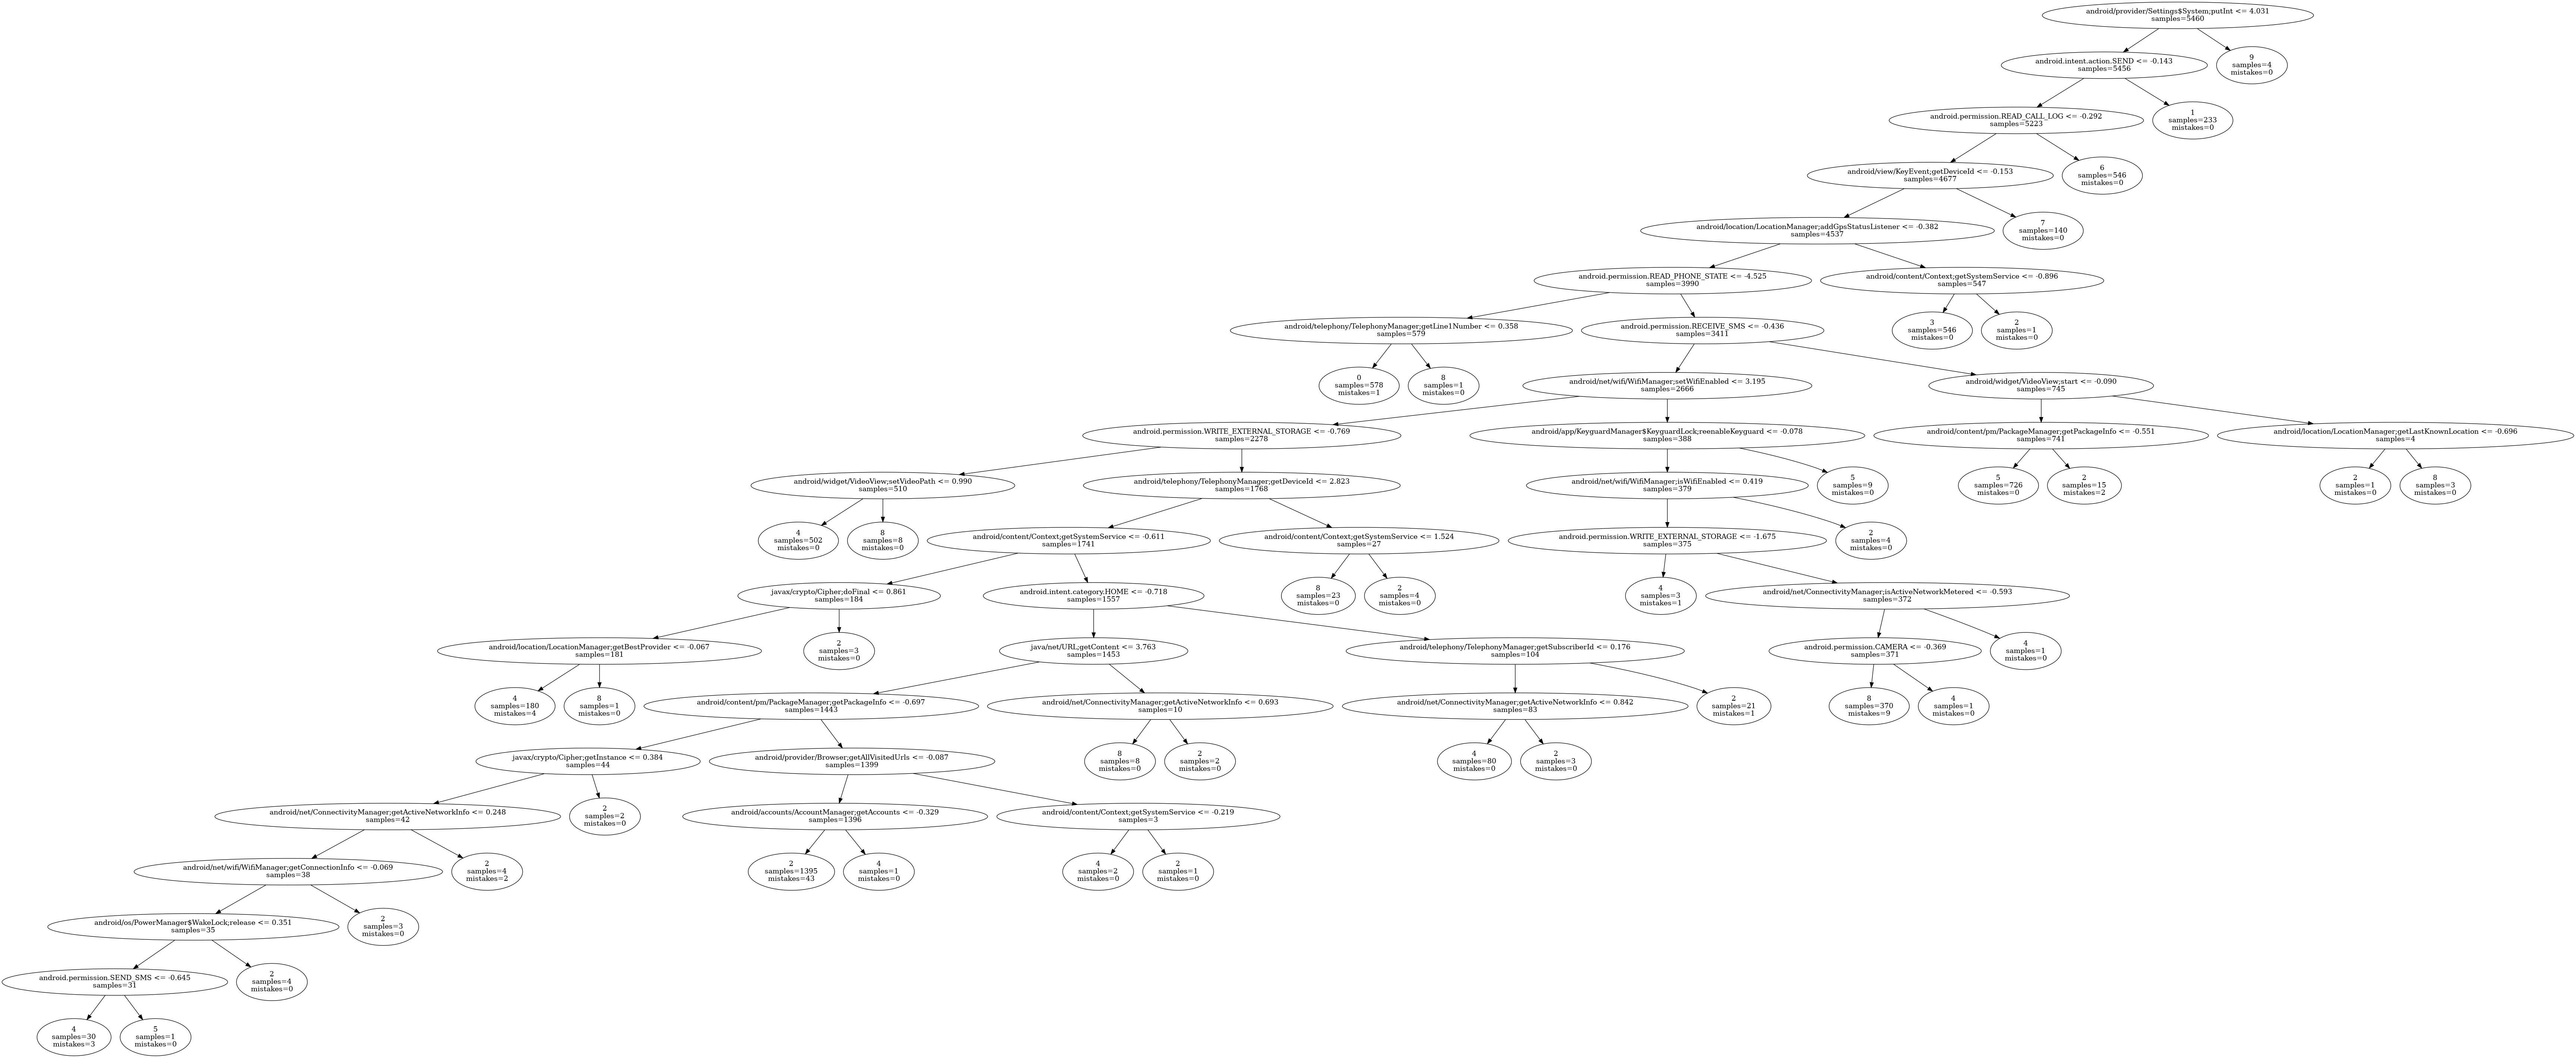 android/provider/Settings$System;putInt <= 4.031
samples=5460
android.intent.action.SEND <= -0.143
samples=5456
9
samples=4
mistakes=0
android.permission.READ_CALL_LOG <= -0.292
samples=5223
1
samples=233
mistakes=0
android/view/KeyEvent;getDeviceId <= -0.153
samples=4677
6
samples=546
mistakes=0
android/location/LocationManager;addGpsStatusListener <= -0.382
samples=4537
7
samples=140
mistakes=0
android.permission.READ_PHONE_STATE <= -4.525
samples=3990
android/content/Context;getSystemService <= -0.896
samples=547
android/telephony/TelephonyManager;getLine1Number <= 0.358
samples=579
android.permission.RECEIVE_SMS <= -0.436
samples=3411
3
samples=546
mistakes=0
2
samples=1
mistakes=0
0
samples=578
mistakes=1
8
samples=1
mistakes=0
android/net/wifi/WifiManager;setWifiEnabled <= 3.195
samples=2666
android/widget/VideoView;start <= -0.090
samples=745
android.permission.WRITE_EXTERNAL_STORAGE <= -0.769
samples=2278
android/app/KeyguardManager$KeyguardLock;reenableKeyguard <= -0.078
samples=388
android/content/pm/PackageManager;getPackageInfo <= -0.551
samples=741
android/location/LocationManager;getLastKnownLocation <= -0.696
samples=4
android/widget/VideoView;setVideoPath <= 0.990
samples=510
android/telephony/TelephonyManager;getDeviceId <= 2.823
samples=1768
android/net/wifi/WifiManager;isWifiEnabled <= 0.419
samples=379
5
samples=9
mistakes=0
5
samples=726
mistakes=0
2
samples=15
mistakes=2
2
samples=1
mistakes=0
8
samples=3
mistakes=0
4
samples=502
mistakes=0
8
samples=8
mistakes=0
android/content/Context;getSystemService <= -0.611
samples=1741
android/content/Context;getSystemService <= 1.524
samples=27
android.permission.WRITE_EXTERNAL_STORAGE <= -1.675
samples=375
2
samples=4
mistakes=0
javax/crypto/Cipher;doFinal <= 0.861
samples=184
android.intent.category.HOME <= -0.718
samples=1557
8
samples=23
mistakes=0
2
samples=4
mistakes=0
4
samples=3
mistakes=1
android/net/ConnectivityManager;isActiveNetworkMetered <= -0.593
samples=372
android/location/LocationManager;getBestProvider <= -0.067
samples=181
2
samples=3
mistakes=0
java/net/URL;getContent <= 3.763
samples=1453
android/telephony/TelephonyManager;getSubscriberId <= 0.176
samples=104
android.permission.CAMERA <= -0.369
samples=371
4
samples=1
mistakes=0
4
samples=180
mistakes=4
8
samples=1
mistakes=0
android/content/pm/PackageManager;getPackageInfo <= -0.697
samples=1443
android/net/ConnectivityManager;getActiveNetworkInfo <= 0.693
samples=10
android/net/ConnectivityManager;getActiveNetworkInfo <= 0.842
samples=83
2
samples=21
mistakes=1
8
samples=370
mistakes=9
4
samples=1
mistakes=0
javax/crypto/Cipher;getInstance <= 0.384
samples=44
android/provider/Browser;getAllVisitedUrls <= -0.087
samples=1399
8
samples=8
mistakes=0
2
samples=2
mistakes=0
4
samples=80
mistakes=0
2
samples=3
mistakes=0
android/net/ConnectivityManager;getActiveNetworkInfo <= 0.248
samples=42
2
samples=2
mistakes=0
android/accounts/AccountManager;getAccounts <= -0.329
samples=1396
android/content/Context;getSystemService <= -0.219
samples=3
android/net/wifi/WifiManager;getConnectionInfo <= -0.069
samples=38
2
samples=4
mistakes=2
2
samples=1395
mistakes=43
4
samples=1
mistakes=0
4
samples=2
mistakes=0
2
samples=1
mistakes=0
android/os/PowerManager$WakeLock;release <= 0.351
samples=35
2
samples=3
mistakes=0
android.permission.SEND_SMS <= -0.645
samples=31
2
samples=4
mistakes=0
4
samples=30
mistakes=3
5
samples=1
mistakes=0